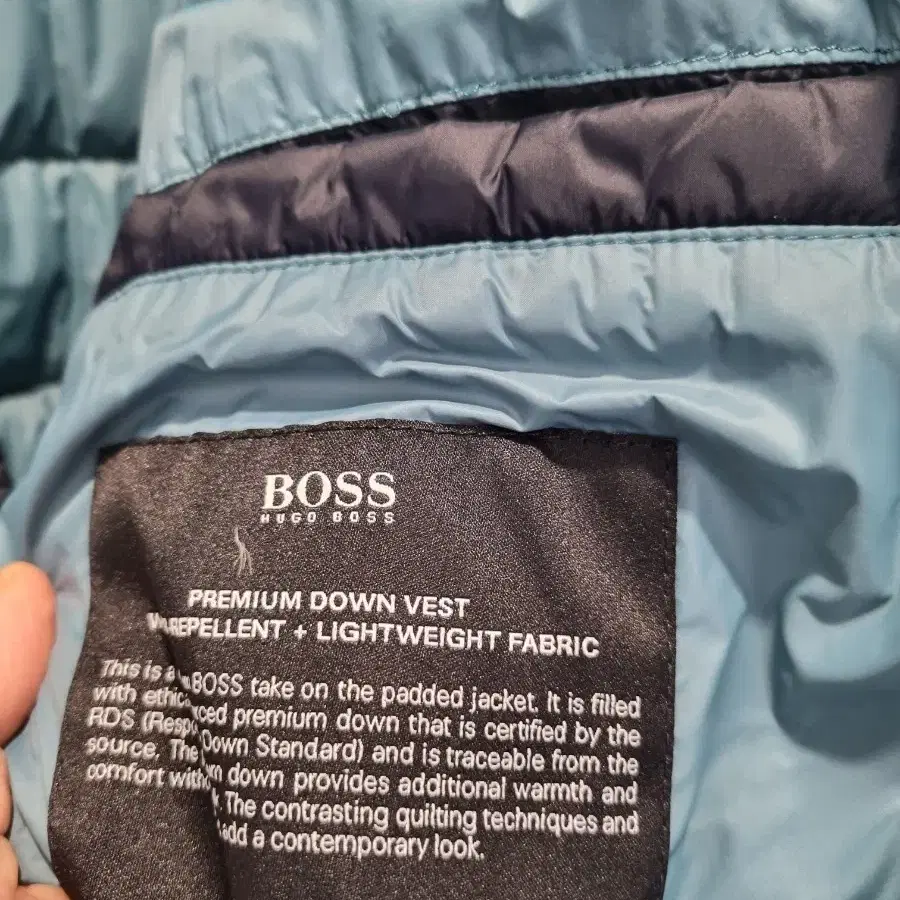 BOSS
HUGO BOSS
PREMIUM DOWN VEST
REPELLENT + LIGHTWEIGHT FABRIC
This is a BOSS take on the padded jacket. It is filled
with premium down that is certified by the
RDS Down Standard) and is traceable from the
source. The down provides additional warmth and
comfort The contrasting quilting techniques and
add a contemporary look.